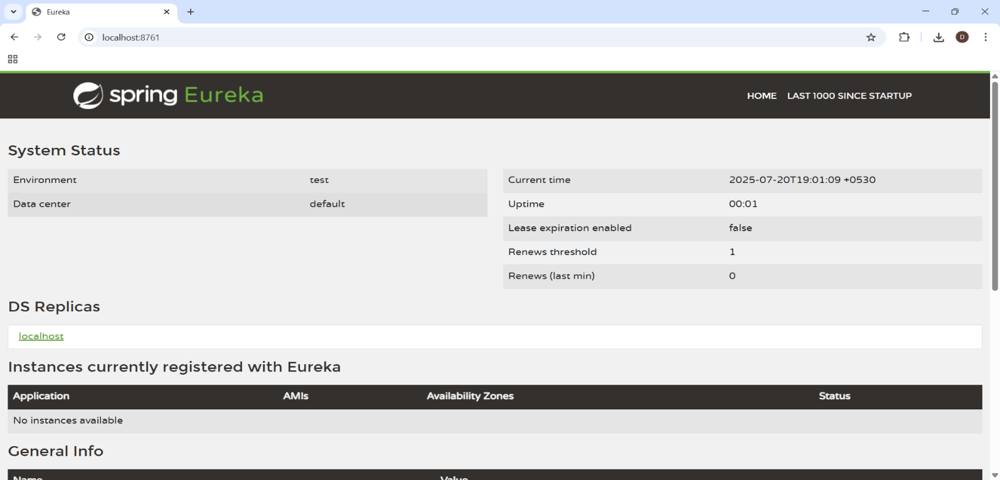 Eureka
localhost:8761
D
spring Eureka
HOME LAST 1000 SINCE STARTUP
System Status
Environment test
Data center default
Current time 2025-07-20T19:01:09 +0530
Uptime 00:01
Lease expiration enabled false
Renews threshold 1
Renews (last min) 0
DS Replicas
localhost
Instances currently registered with Eureka
Application AMIs Availability Zones Status
No instances available
General Info
Name Value